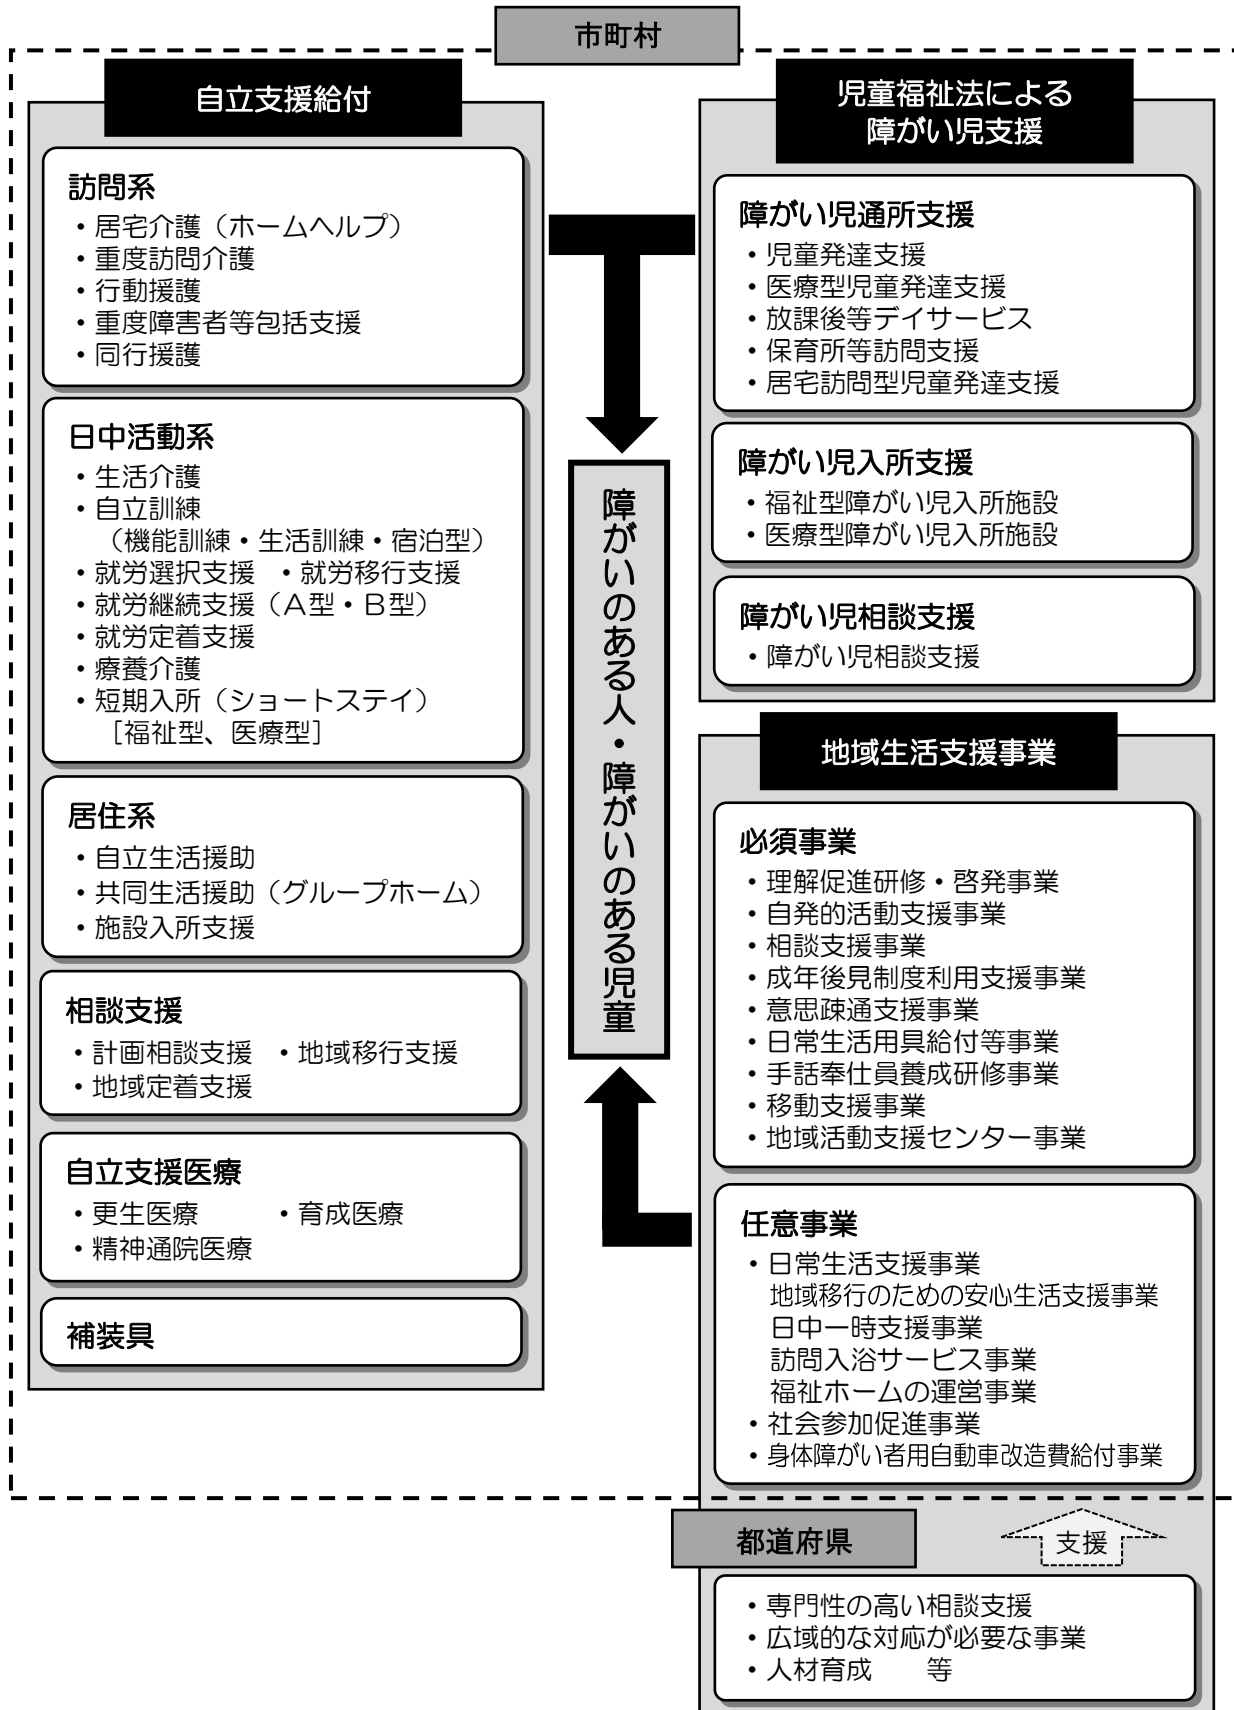 市町村
自立支援給付
訪問系
・居宅介護（ホームヘルプ）
・重度訪問介護
・行動援護
・重度障害者等包括支援
・同行援護
日中活動系
・生活介護
・自立訓練
（機能訓練・生活訓練・宿泊型）
・就労選択支援　・就労移行支援
・就労継続支援（Ａ型・Ｂ型）
・就労定着支援
・療養介護
・短期入所（ショートステイ）
［福祉型、医療型］
居住系
・自立生活援助
・共同生活援助（グループホーム）
・施設入所支援
相談支援
・計画相談支援　・地域移行支援
・地域定着支援
自立支援医療
・更生医療　　　・育成医療
・精神通院医療
補装具
障がいのある人・障がいのある児童
児童福祉法による
障がい児支援
障がい児通所支援
・児童発達支援
・医療型児童発達支援
・放課後等デイサービス
・保育所等訪問支援
・居宅訪問型児童発達支援
障がい児入所支援
・福祉型障がい児入所施設
・医療型障がい児入所施設
障がい児相談支援
・障がい児相談支援
地域生活支援事業
必須事業
・理解促進研修・啓発事業
・自発的活動支援事業
・相談支援事業
・成年後見制度利用支援事業
・意思疎通支援事業
・日常生活用具給付等事業
・手話奉仕員養成研修事業
・移動支援事業
・地域活動支援センター事業
任意事業
・日常生活支援事業
地域移行のための安心生活支援事業
日中一時支援事業
訪問入浴サービス事業
福祉ホームの運営事業
・社会参加促進事業
・身体障がい者用自動車改造費給付事業
都道府県
支援
・専門性の高い相談支援
・広域的な対応が必要な事業
・人材育成　　等